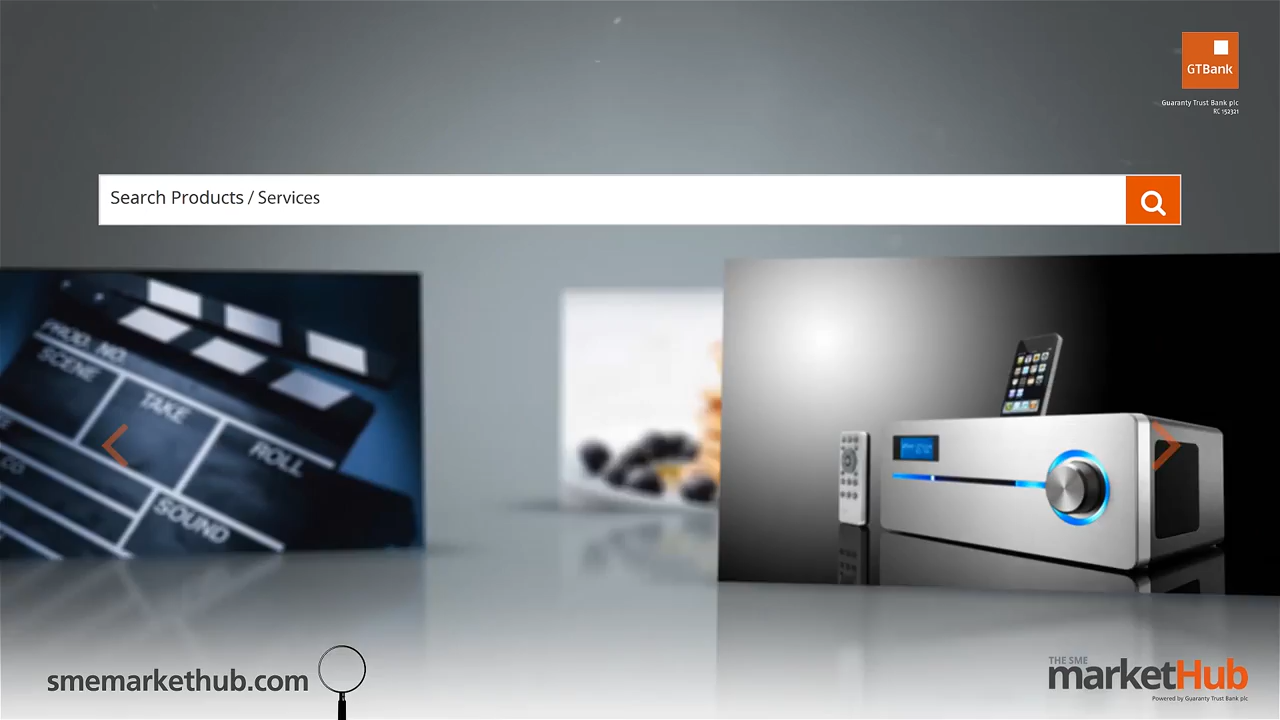 GTBank
Guaranty Trust Bank plc
RC 152321
Search Products / Services
PROD. NO.
SCENE
TAKE
ROLL
SOUND
smemarkethub.com
THE SME
marketHub
Powered by Guaranty Trust Bank plc